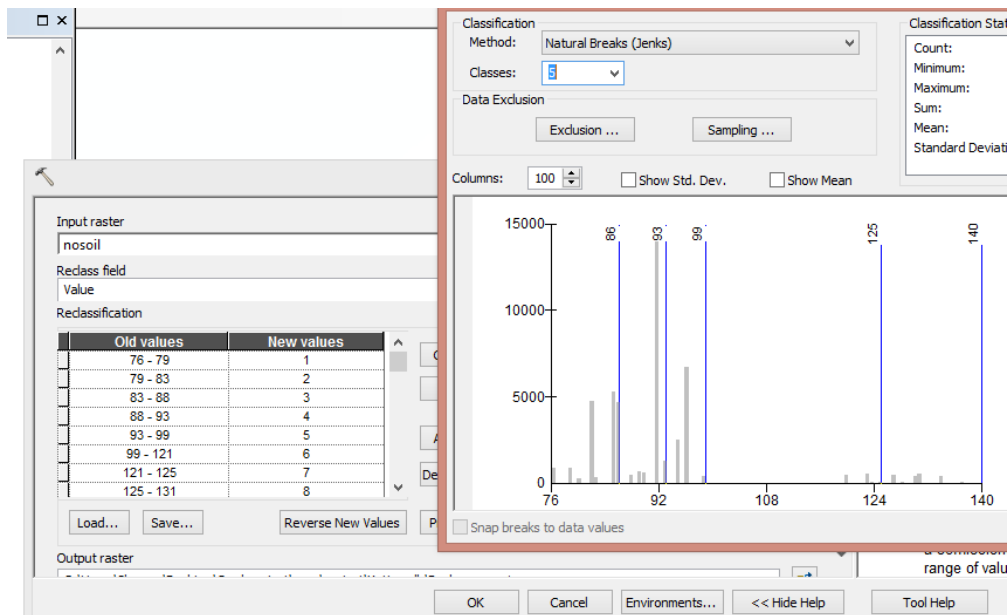 Classification
Method: Natural Breaks (Jenks)
Classes: 5
Data Exclusion
Exclusion ...
Sampling ...
Classification Stat
Count:
Minimum:
Maximum:
Sum:
Mean:
Standard Deviati
Columns: 100
Show Std. Dev.
Show Mean
15000
10000
5000
0
86
93
99
125
140
76 92 108 124 140
Snap breaks to data values
Input raster
nosoil
Reclass field
Value
Reclassification
Old values New values
76 - 79 1
79 - 83 2
83 - 88 3
88 - 93 4
93 - 99 5
99 - 121 6
121 - 125 7
125 - 131 8
De
Load...
Save...
Reverse New Values
Output raster
range of valu
OK
Cancel
Environments...
<< Hide Help
Tool Help